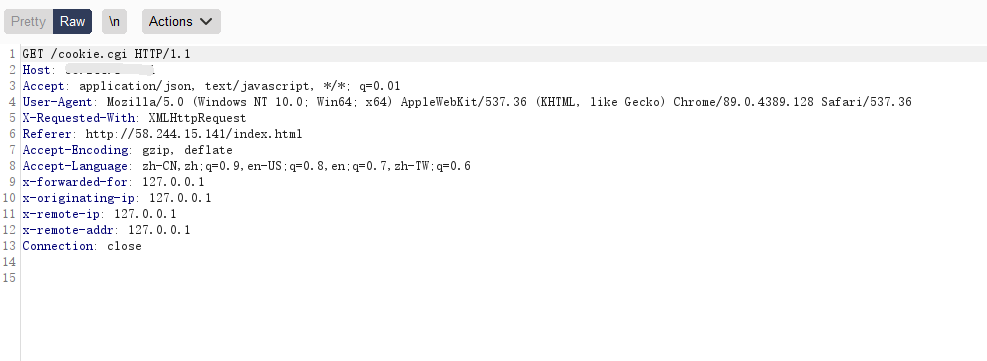 Pretty Raw \n Actions
1 GET /cookie.cgi HTTP/1.1
2 Host:
3 Accept: application/json, text/javascript, */*; q=0.01
4 User-Agent: Mozilla/5.0 (Windows NT 10.0; Win64; x64) AppleWebKit/537.36 (KHTML, like Gecko) Chrome/89.0.4389.128 Safari/537.36
5 X-Requested-With: XMLHttpRequest
6 Referer: http://58.244.15.141/index.html
7 Accept-Encoding: gzip, deflate
8 Accept-Language: zh-CN,zh;q=0.9,en-US;q=0.8,en;q=0.7,zh-TW;q=0.6
9 x-forwarded-for: 127.0.0.1
10 x-originating-ip: 127.0.0.1
11 x-remote-ip: 127.0.0.1
12 x-remote-addr: 127.0.0.1
13 Connection: close
14
15